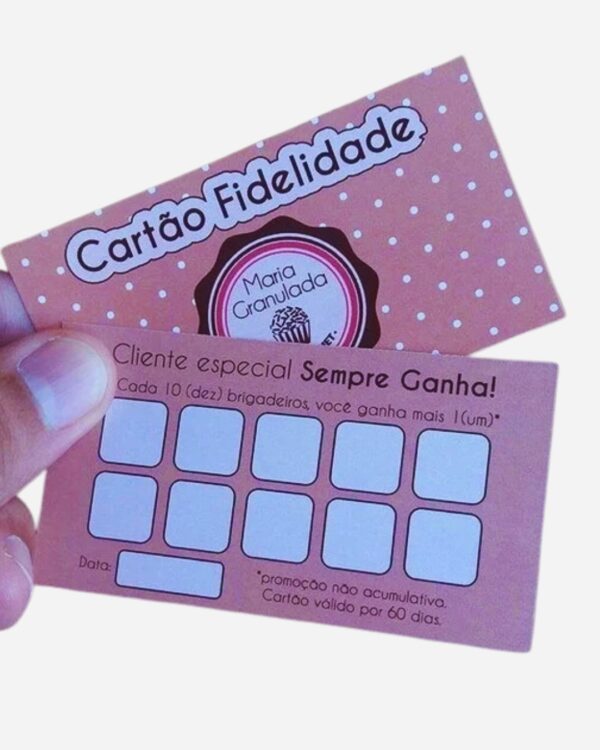 Cartão Fidelidade
Maria
Granulada
Cliente especial Sempre Ganha!
Cada 10 (dez) brigadeiros, você ganha mais 1(um)*
Data:
*promoção não acumulativa.
Cartão válido por 60 dias.